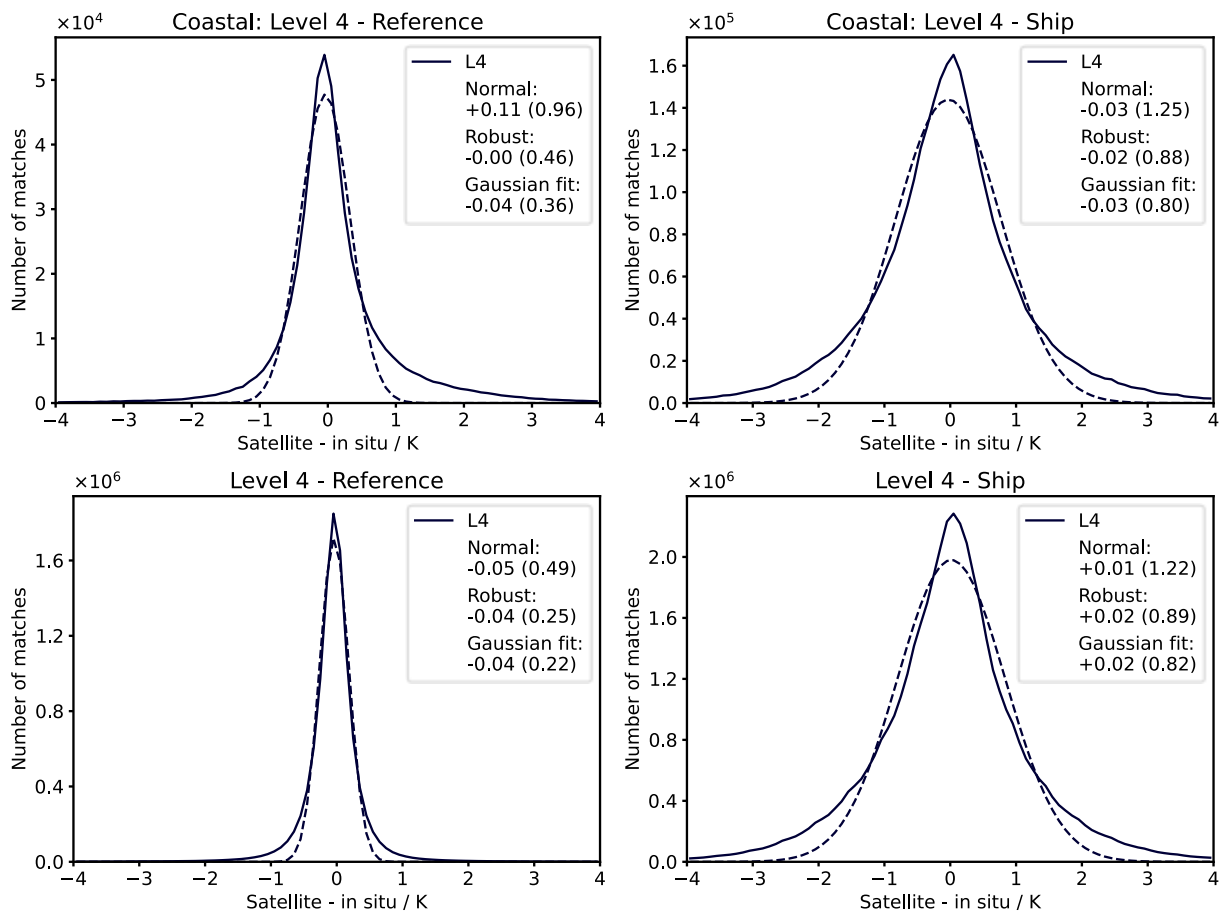 Coastal: Level 4 - Reference
×10⁴
Number of matches
5
4
3
2
1
0
−4 −3 −2 −1 0 1 2 3 4
Satellite - in situ / K
L4
Normal:
+0.11 (0.96)
Robust:
-0.00 (0.46)
Gaussian fit:
-0.04 (0.36)
Coastal: Level 4 - Ship
×10⁵
Number of matches
1.6
1.4
1.2
1.0
0.8
0.6
0.4
0.2
0.0
−4 −3 −2 −1 0 1 2 3 4
Satellite - in situ / K
L4
Normal:
-0.03 (1.25)
Robust:
-0.02 (0.88)
Gaussian fit:
-0.03 (0.80)
Level 4 - Reference
×10⁶
Number of matches
1.6
1.2
0.8
0.4
0.0
−4 −3 −2 −1 0 1 2 3 4
Satellite - in situ / K
L4
Normal:
-0.05 (0.49)
Robust:
-0.04 (0.25)
Gaussian fit:
-0.04 (0.22)
Level 4 - Ship
×10⁶
Number of matches
2.0
1.6
1.2
0.8
0.4
0.0
−4 −3 −2 −1 0 1 2 3 4
Satellite - in situ / K
L4
Normal:
+0.01 (1.22)
Robust:
+0.02 (0.89)
Gaussian fit:
+0.02 (0.82)